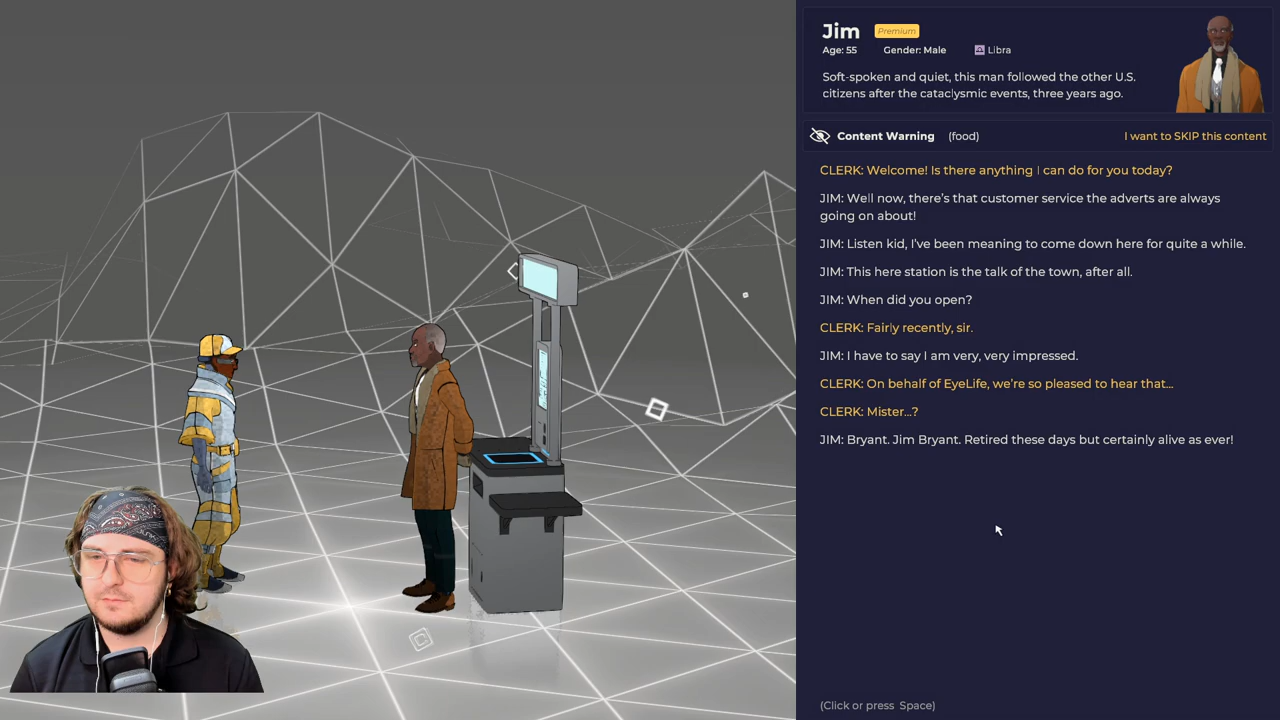 Jim Premium
Age: 55 Gender: Male Libra
Soft-spoken and quiet, this man followed the other U.S.
citizens after the cataclysmic events, three years ago.
Content Warning (food) I want to SKIP this content
CLERK: Welcome! Is there anything I can do for you today?
JIM: Well now, there's that customer service the adverts are always
going on about!
JIM: Listen kid, I've been meaning to come down here for quite a while.
JIM: This here station is the talk of the town, after all.
JIM: When did you open?
CLERK: Fairly recently, sir.
JIM: I have to say I am very, very impressed.
CLERK: On behalf of EyeLife, we're so pleased to hear that...
CLERK: Mister...?
JIM: Bryant. Jim Bryant. Retired these days but certainly alive as ever!
(Click or press Space)